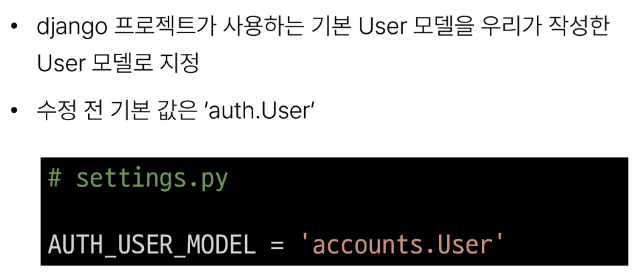 • django 프로젝트가 사용하는 기본 User 모델을 우리가 작성한
User 모델로 지정
• 수정 전 기본 값은 ‘auth.User’
# settings.py
AUTH_USER_MODEL = 'accounts.User'